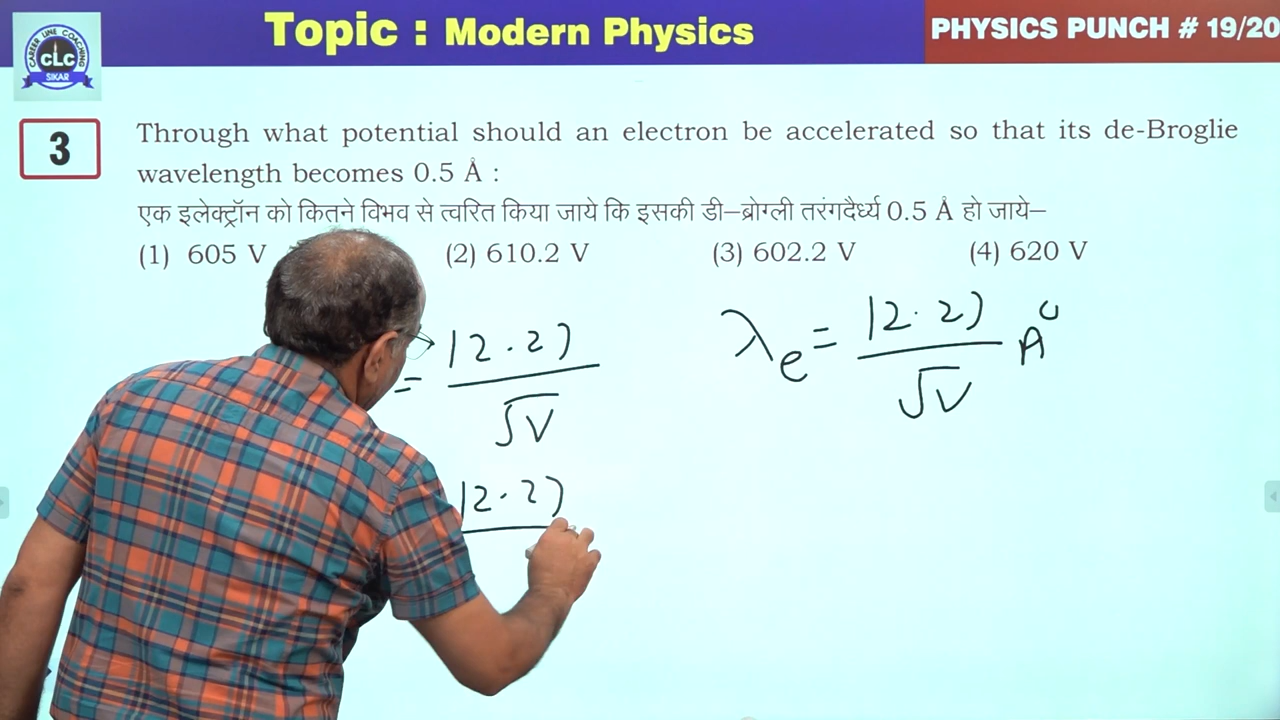 Topic : Modern Physics
PHYSICS PUNCH # 19/20
CAREER LINE COACHING
CLC
SIKAR
3
Through what potential should an electron be accelerated so that its de-Broglie
wavelength becomes 0.5 Å :
एक इलेक्ट्रॉन को कितने विभव से त्वरित किया जाये कि इसकी डी–ब्रोग्ली तरंगदैर्ध्य 0.5 Å हो जाये–
(1) 605 V (2) 610.2 V (3) 602.2 V (4) 620 V
= 12.27 / √V
λe = 12.27 / √V A°
12.27